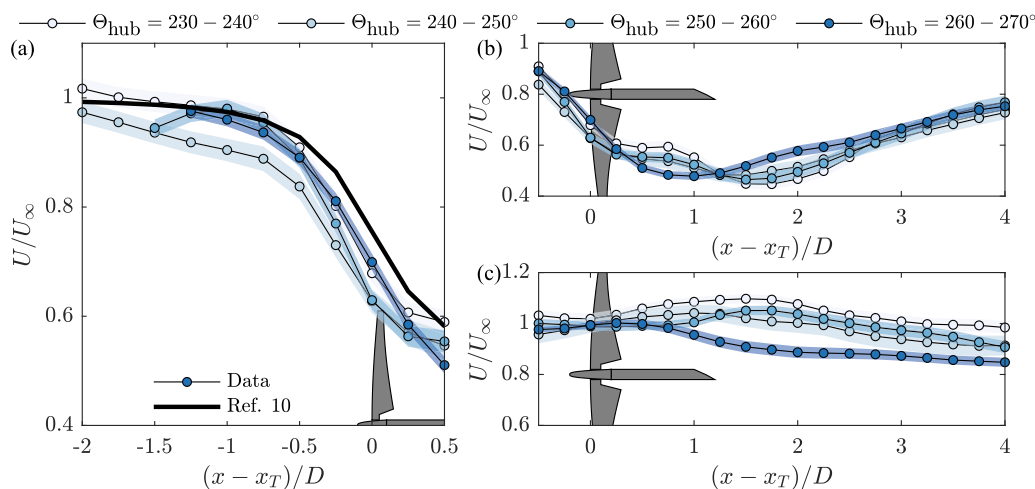 Θhub = 230 − 240° Θhub = 240 − 250° Θhub = 250 − 260° Θhub = 260 − 270°
(a)
1
0.8
0.6
0.4
U/U∞
-2 -1.5 -1 -0.5 0 0.5
(x − xT)/D
Data
Ref. 10
(b)
1
0.8
0.6
0.4
U/U∞
0 1 2 3 4
(x − xT)/D
(c)
1.2
1
0.8
0.6
U/U∞
0 1 2 3 4
(x − xT)/D